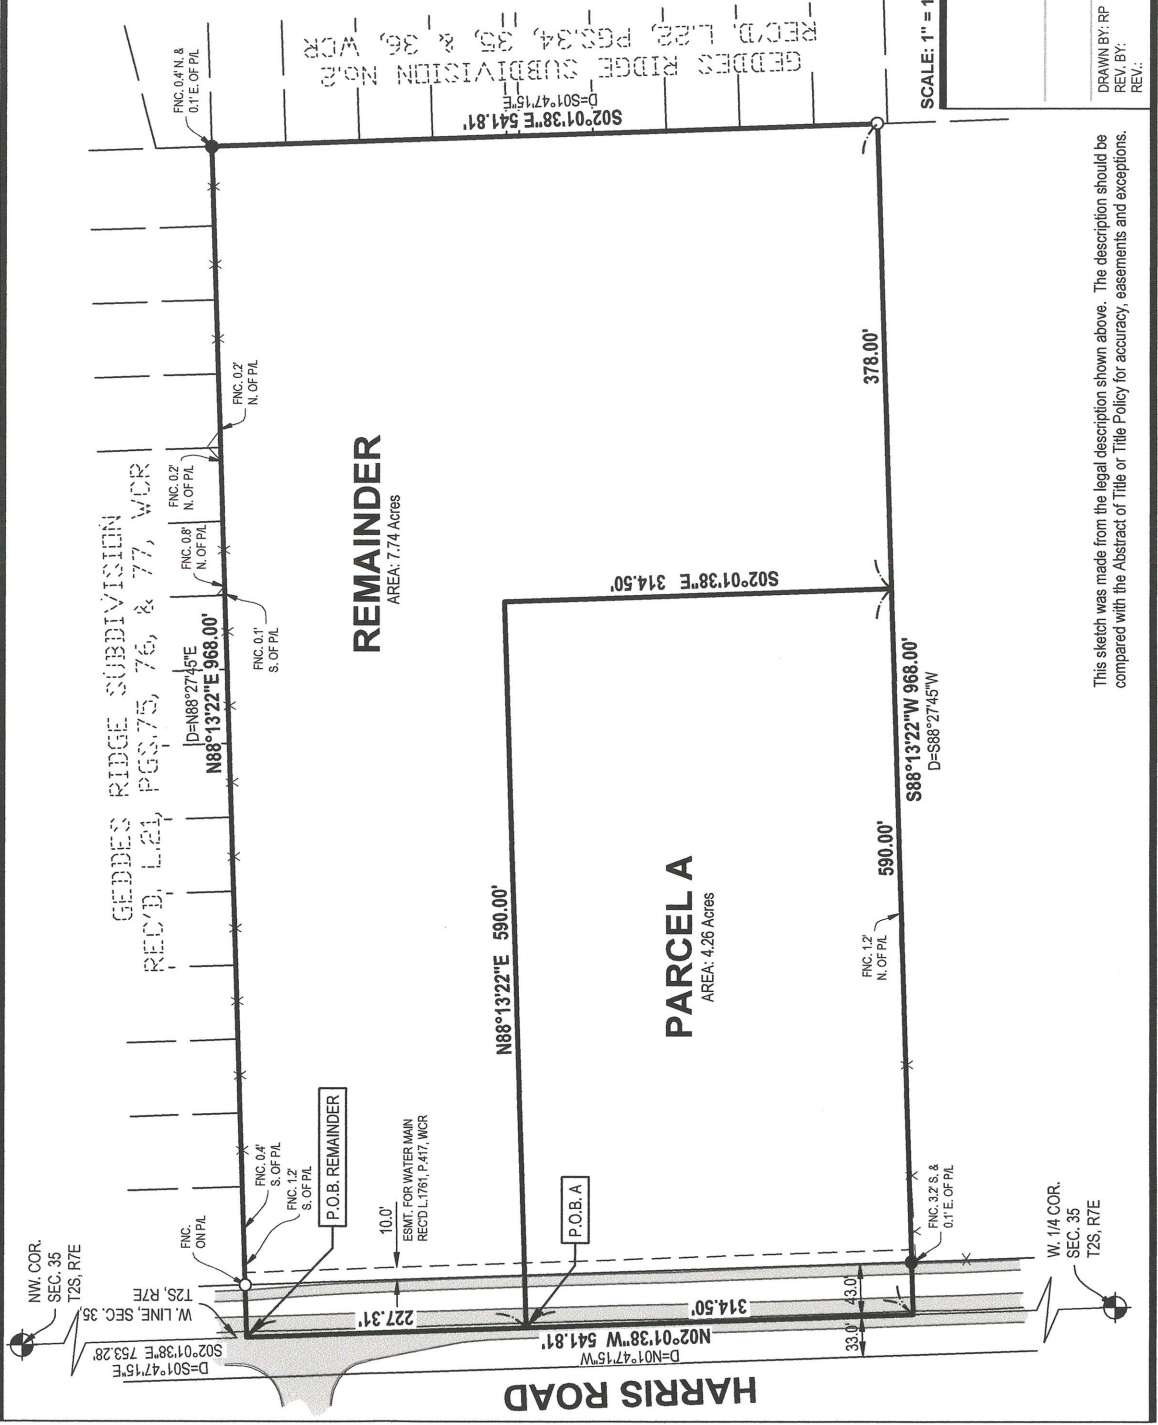 NW. COR.
SEC. 35
T2S, R7E
D=S01°47'15"E
S02°01'38"E 753.28'
W. LINE, SEC. 35,
T2S, R7E
FNC.
ON P/L
FNC. 1.2'
S. OF P/L
FNC. 0.4'
S. OF P/L
P.O.B. REMAINDER
10.0'
ESMT. FOR WATER MAIN
REC'D L.1761, P.417, WCR
GEDDES RIDGE SUBDIVISION
REC'D, L.21, PGS.75, 76, & 77, WCR
D=N88°27'45"E
N88°13'22"E 968.00'
FNC. 0.1'
S. OF P/L
FNC. 0.8'
N. OF P/L
FNC. 0.2'
N. OF P/L
FNC. 0.2'
N. OF P/L
FNC. 0.4' N. &
0.1' E. OF P/L
GEDDES RIDGE SUBDIVISION No.2
REC'D, L.22, PGS.34, 35, & 36, WCR
D=S01°47'15"E
S02°01'38"E 541.81'
REMAINDER
AREA: 7.74 Acres
N88°13'22"E 590.00'
S02°01'38"E 314.50'
PARCEL A
AREA: 4.26 Acres
P.O.B. A
227.31'
314.50'
N02°01'38"W 541.81'
D=N01°47'15"W
HARRIS ROAD
33.0'
43.0'
FNC. 3.2' S. &
0.1' E. OF P/L
FNC. 1.2'
N. OF P/L
590.00'
378.00'
S88°13'22"W 968.00'
D=S88°27'45"W
W. 1/4 COR.
SEC. 35
T2S, R7E
This sketch was made from the legal description shown above. The description should be
compared with the Abstract of Title or Title Policy for accuracy, easements and exceptions.
SCALE: 1" = 1
DRAWN BY: RP
REV. BY:
REV.: